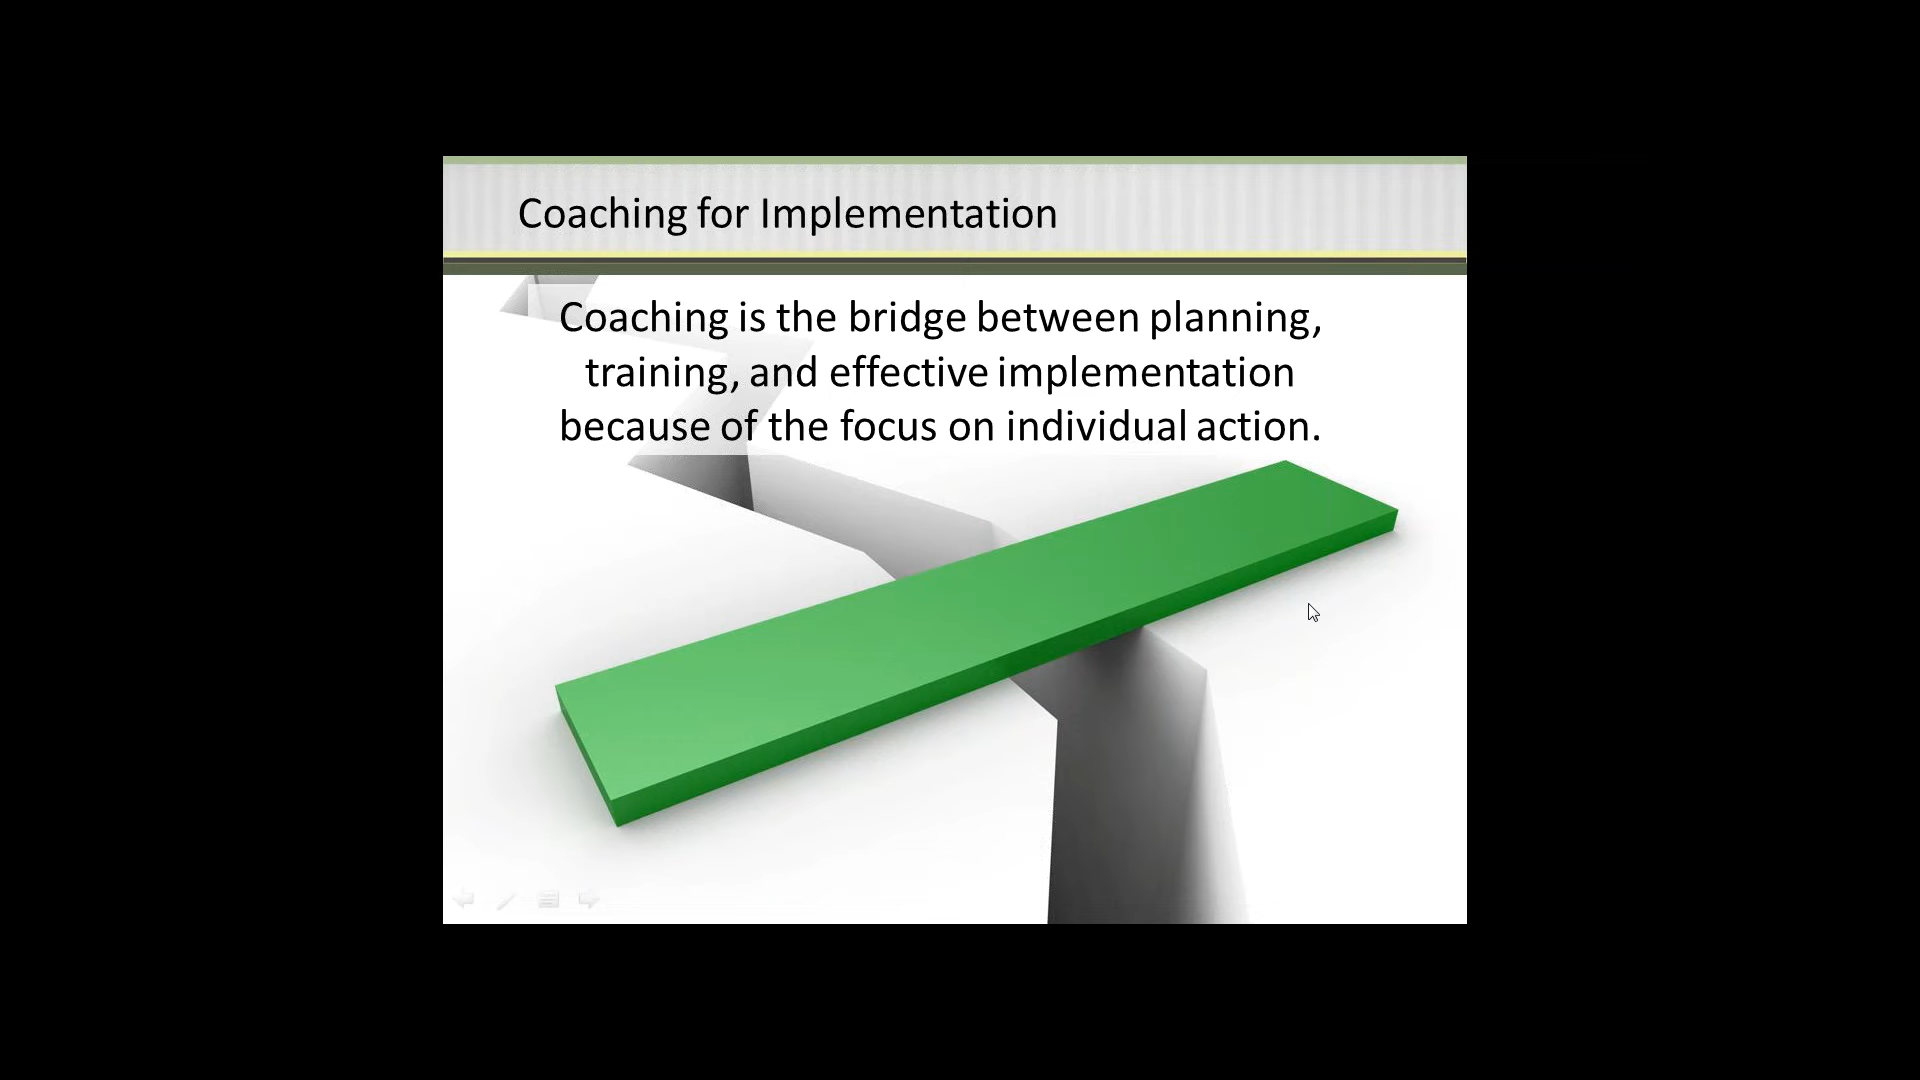 Coaching for Implementation
Coaching is the bridge between planning,
training, and effective implementation
because of the focus on individual action.